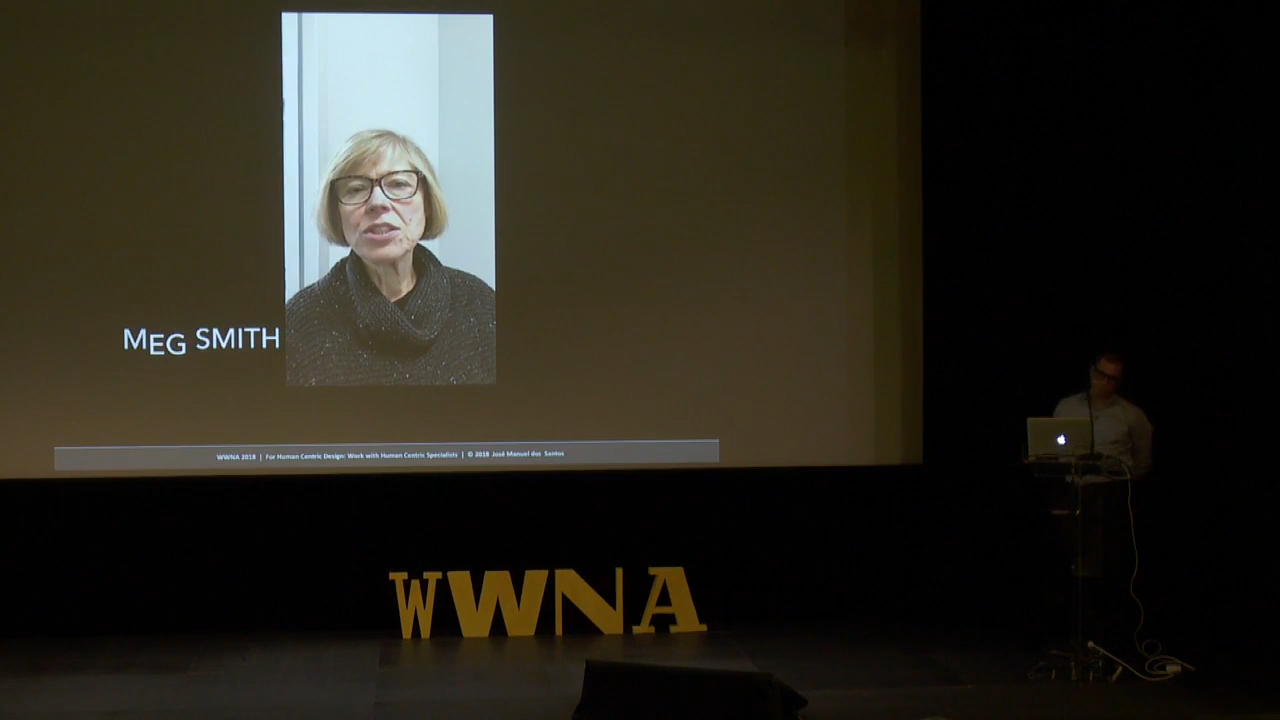 MEG SMITH
WWNA 2018 | For Human Centric Design: Work with Human Centric Specialists | © 2018 José Manuel dos Santos
WWNA